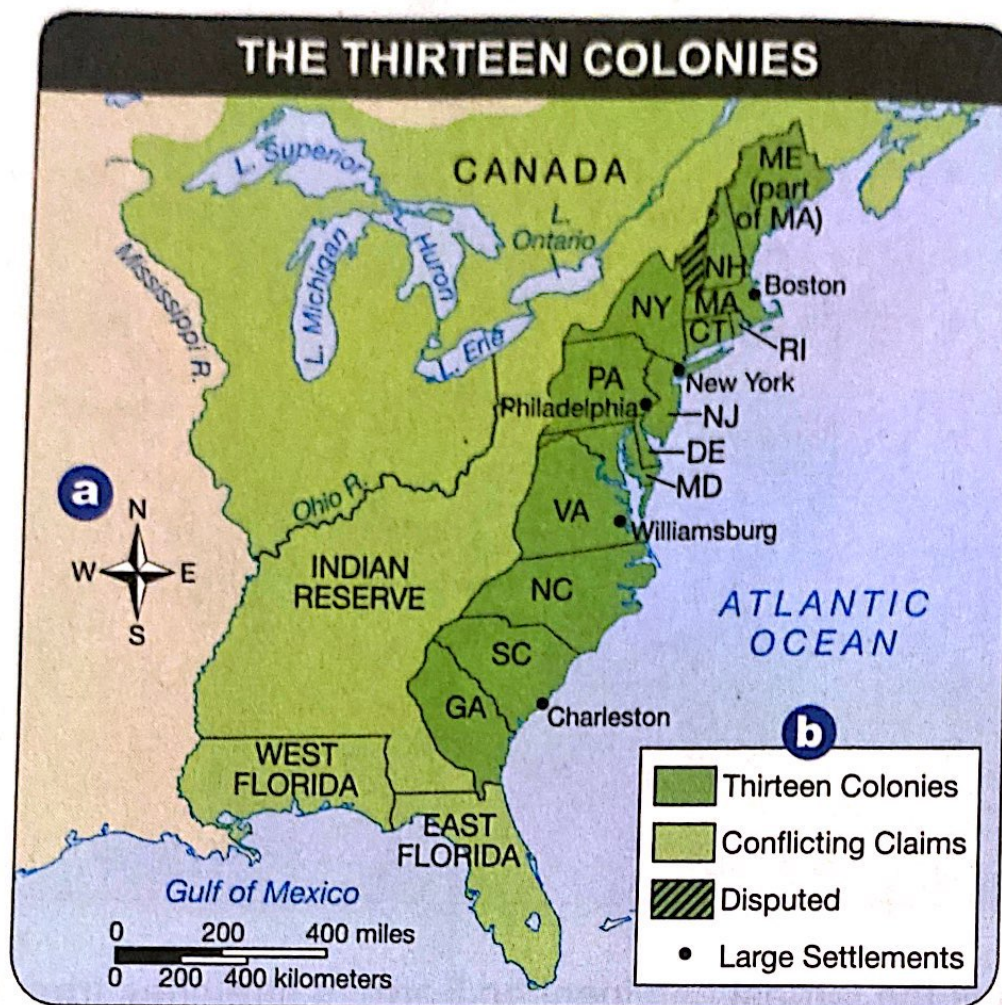 THE THIRTEEN COLONIES
L. Superior
CANADA
ME
(part
of MA)
L.
Ontario
L. Michigan
Huron
Mississippi R.
NH
Boston
NY
MA
CT
RI
L. Erie
PA
New York
Philadelphia
NJ
DE
MD
a
Ohio R.
N
W
E
S
VA
Williamsburg
INDIAN
RESERVE
NC
ATLANTIC
OCEAN
SC
GA
Charleston
b
WEST
FLORIDA
EAST
FLORIDA
Thirteen Colonies
Conflicting Claims
Disputed
Large Settlements
Gulf of Mexico
0 200 400 miles
0 200 400 kilometers